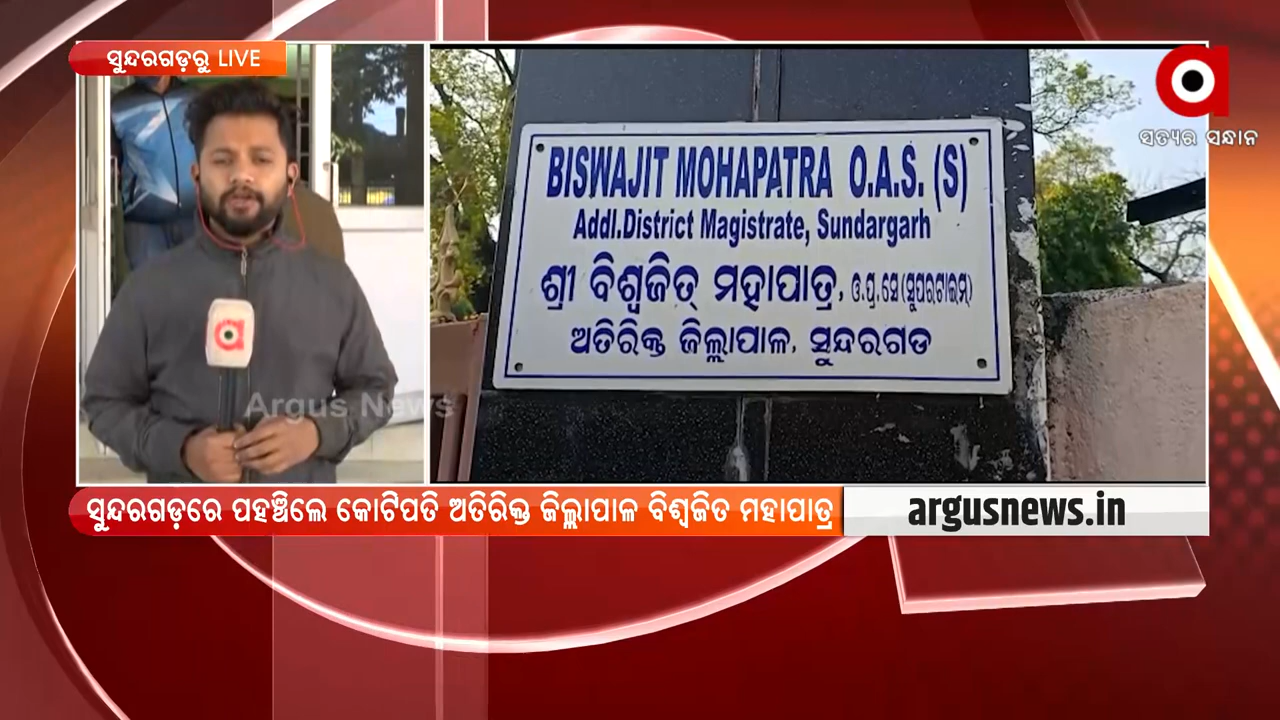 ସୁନ୍ଦରଗଡ଼ରୁ LIVE
ସତ୍ୟର ସନ୍ଧାନ
BISWAJIT MOHAPATRA O.A.S. (S)
Addl.District Magistrate, Sundargarh
ଶ୍ରୀ ବିଶ୍ୱଜିତ୍ ମହାପାତ୍ର, ଓ.ପ୍ର.ସେ (ସୁପରଟାଇମ୍)
ଅତିରିକ୍ତ ଜିଲ୍ଲାପାଳ, ସୁନ୍ଦରଗଡ
Argus News
ସୁନ୍ଦରଗଡ଼ରେ ପହଞ୍ଚିଲେ କୋଟିପତି ଅତିରିକ୍ତ ଜିଲ୍ଲାପାଳ ବିଶ୍ୱଜିତ ମହାପାତ୍ର
argusnews.in